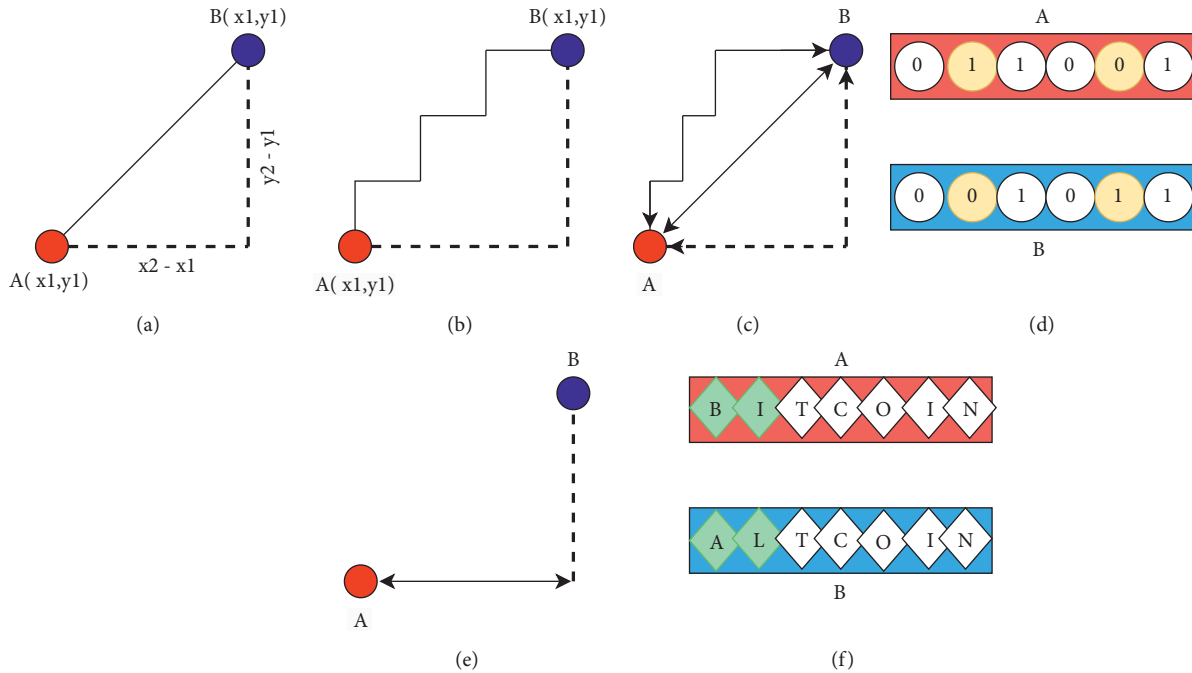 B( x1,y1)
y2 - y1
x2 - x1
A( x1,y1)
(a)
B( x1,y1)
A( x1,y1)
(b)
B
A
(c)
A
0 1 1 0 0 1
0 0 1 0 1 1
B
(d)
B
A
(e)
A
B I T C O I N
A L T C O I N
B
(f)